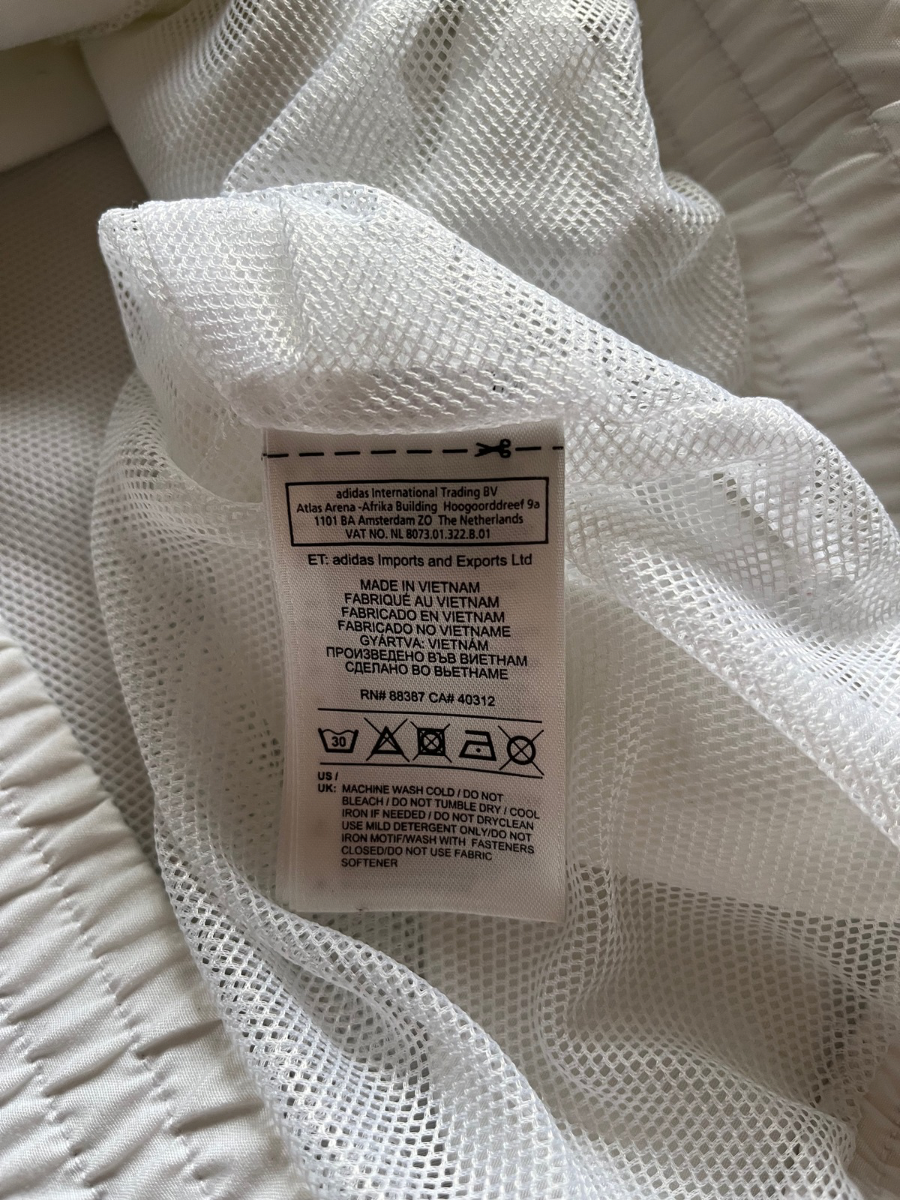 adidas International Trading BV
Atlas Arena -Afrika Building Hoogoorddreef 9a
1101 BA Amsterdam ZO The Netherlands
VAT NO. NL 8073.01.322.B.01
ET: adidas Imports and Exports Ltd
MADE IN VIETNAM
FABRIQUÉ AU VIETNAM
FABRICADO EN VIETNAM
FABRICADO NO VIETNAME
GYÁRTVA: VIETNÁM
ПРОИЗВЕДЕНО ВЪВ ВИЕТНАМ
СДЕЛАНО ВО ВЬЕТНАМЕ
RN# 88387 CA# 40312
30
US /
UK: MACHINE WASH COLD / DO NOT
BLEACH / DO NOT TUMBLE DRY / COOL
IRON IF NEEDED / DO NOT DRYCLEAN
USE MILD DETERGENT ONLY/DO NOT
IRON MOTIF/WASH WITH FASTENERS
CLOSED/DO NOT USE FABRIC
SOFTENER